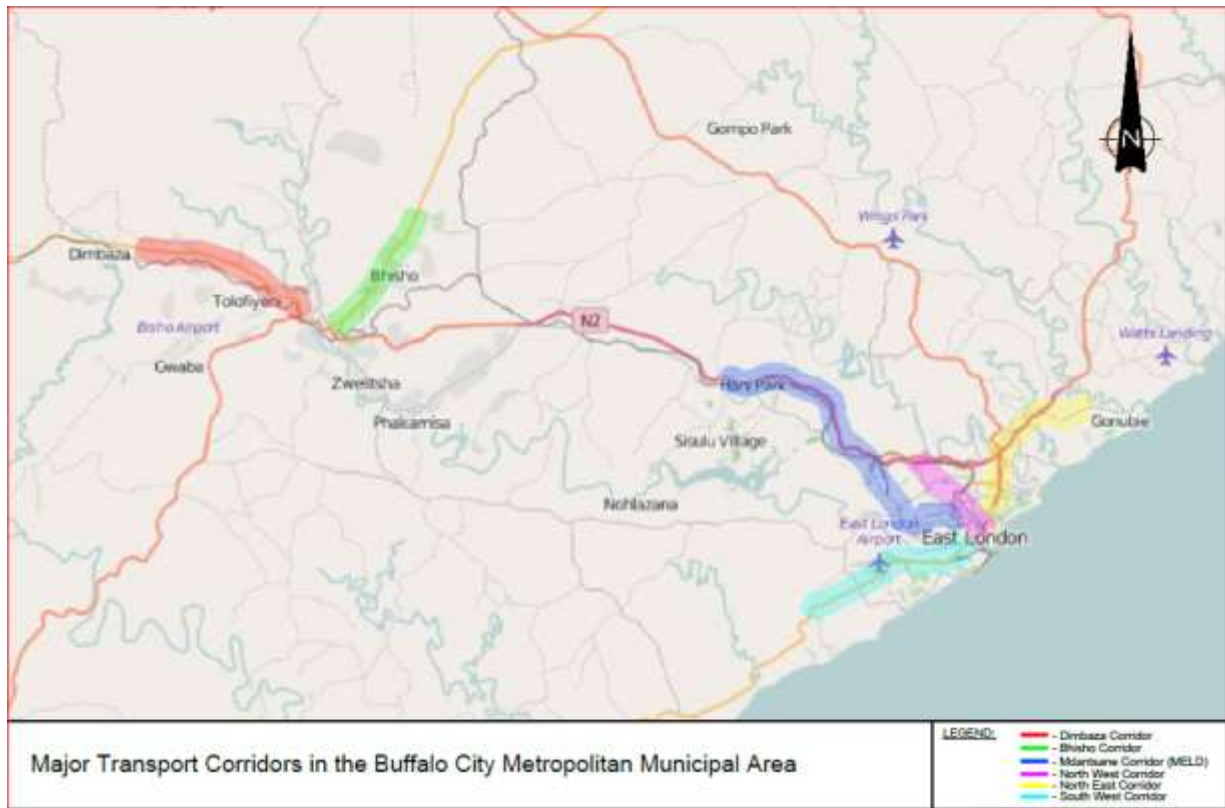 Gompo Park
N
Wings Park
Dimbaza
Bhisho
Tolofiyeni
Bisho Airport
N2
Watts Landing
Gwaba
Zwelitsha
Hani Park
Phakamisa
Gonubie
Sisulu Village
Nohlazana
East London
Airport
East London
Major Transport Corridors in the Buffalo City Metropolitan Municipal Area
LEGEND:
- Dimbaza Corridor
- Bhisho Corridor
- Mdantsane Corridor (MELD)
- North West Corridor
- North East Corridor
- South West Corridor